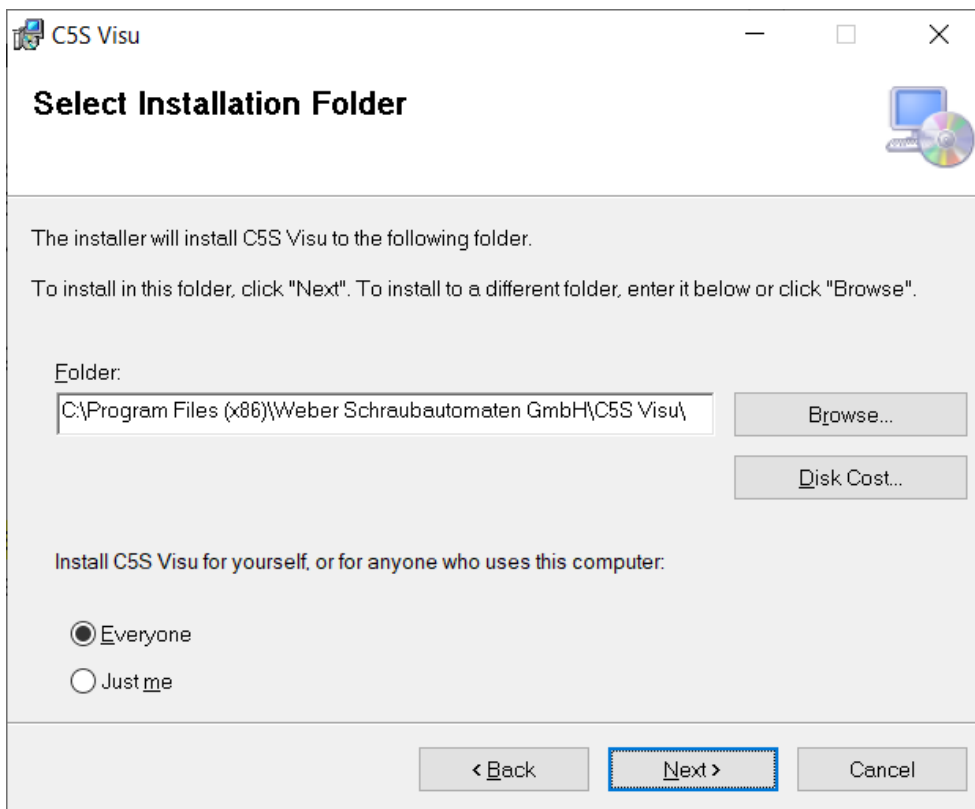 C5S Visu
Select Installation Folder
The installer will install C5S Visu to the following folder.
To install in this folder, click "Next". To install to a different folder, enter it below or click "Browse".
Folder:
C:\Program Files (x86)\Weber Schraubautomaten GmbH\C5S Visu\
Browse...
Disk Cost...
Install C5S Visu for yourself, or for anyone who uses this computer:
Everyone
Just me
< Back
Next >
Cancel